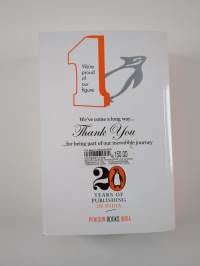 1
We're
proud
of
our
figure
We've come a long way...
Thank You
...for being part of our incredible journey
20
YEARS OF
PUBLISHING
IN INDIA
PENGUIN BOOKS INDIA